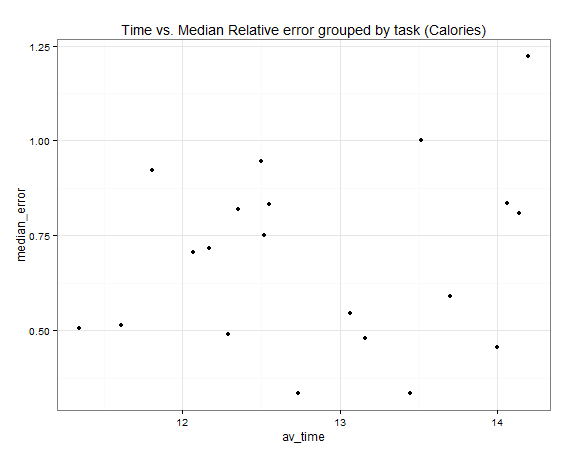 Time vs. Median Relative error grouped by task (Calories)
1.25
1.00
0.75
0.50
median_error
12
13
14
av_time